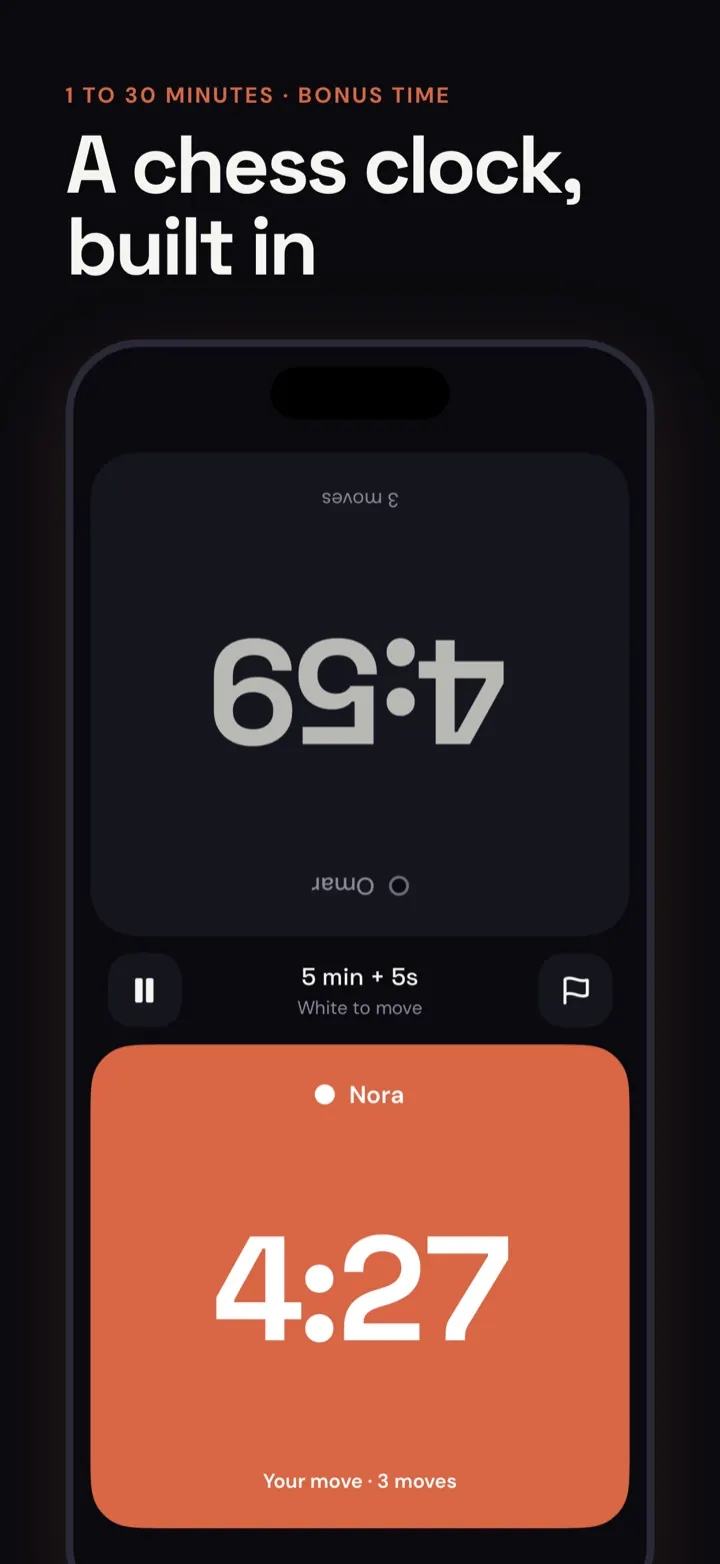 1 TO 30 MINUTES · BONUS TIME
A chess clock,
built in
3 moves
4:59
Omar
5 min + 5s
White to move
Nora
4:27
Your move · 3 moves